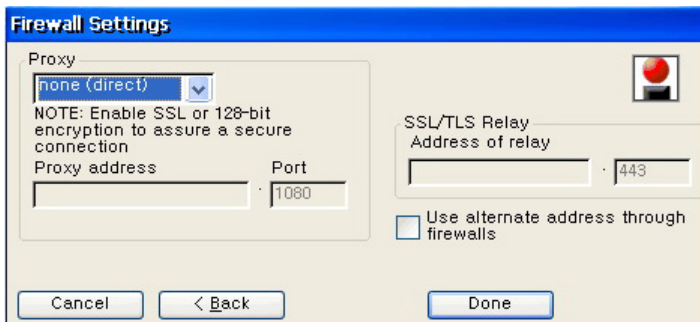 Firewall Settings
Proxy
none (direct)
NOTE: Enable SSL or 128-bit
encryption to assure a secure
connection
Proxy address Port
: 1080
SSL/TLS Relay
Address of relay
: 443
Use alternate address through
firewalls
Cancel < Back Done